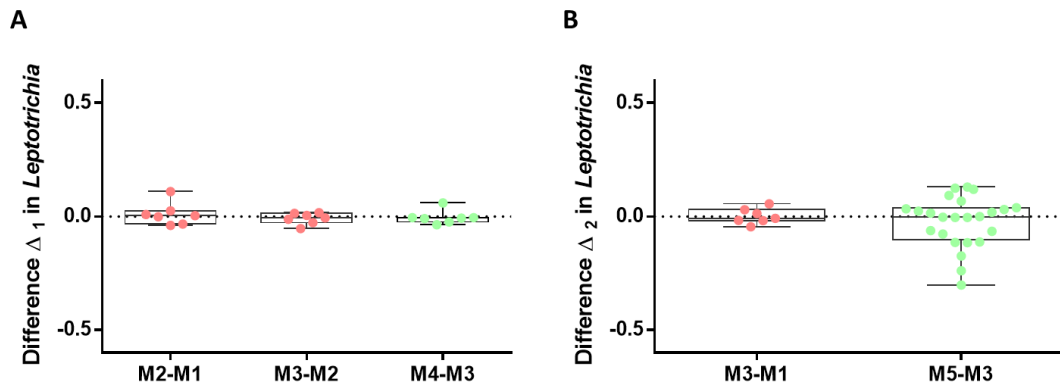 A
Difference Δ 1 in Leptotrichia
0.5
0.0
-0.5
M2-M1 M3-M2 M4-M3
B
Difference Δ 2 in Leptotrichia
0.5
0.0
-0.5
M3-M1 M5-M3